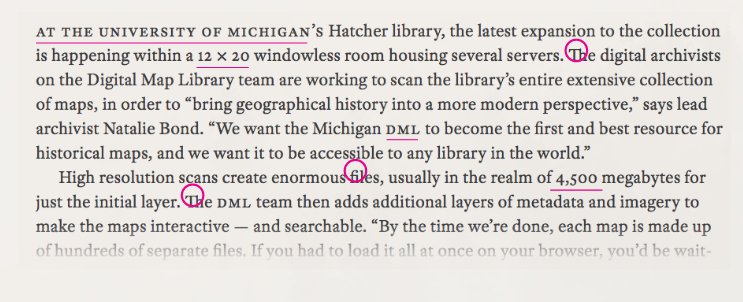 AT THE UNIVERSITY OF MICHIGAN’S Hatcher library, the latest expansion to the collection
is happening within a 12 × 20 windowless room housing several servers. The digital archivists
on the Digital Map Library team are working to scan the library’s entire extensive collection
of maps, in order to “bring geographical history into a more modern perspective,” says lead
archivist Natalie Bond. “We want the Michigan DML to become the first and best resource for
historical maps, and we want it to be accessible to any library in the world.”
High resolution scans create enormous files, usually in the realm of 4,500 megabytes for
just the initial layer. The DML team then adds additional layers of metadata and imagery to
make the maps interactive — and searchable. “By the time we’re done, each map is made up
of hundreds of separate files. If you had to load it all at once on your browser, you’d be wait-